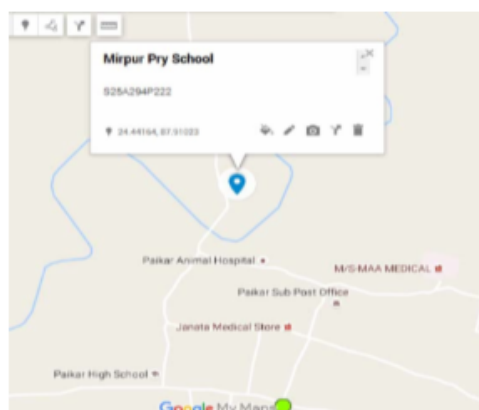 Mirpur Pry School
S25A294P222
24.44164, 87.91023
Paikar Animal Hospital
M/S-MAA MEDICAL
Paikar Sub Post Office
Janata Medical Store
Paikar High School
Google My Maps